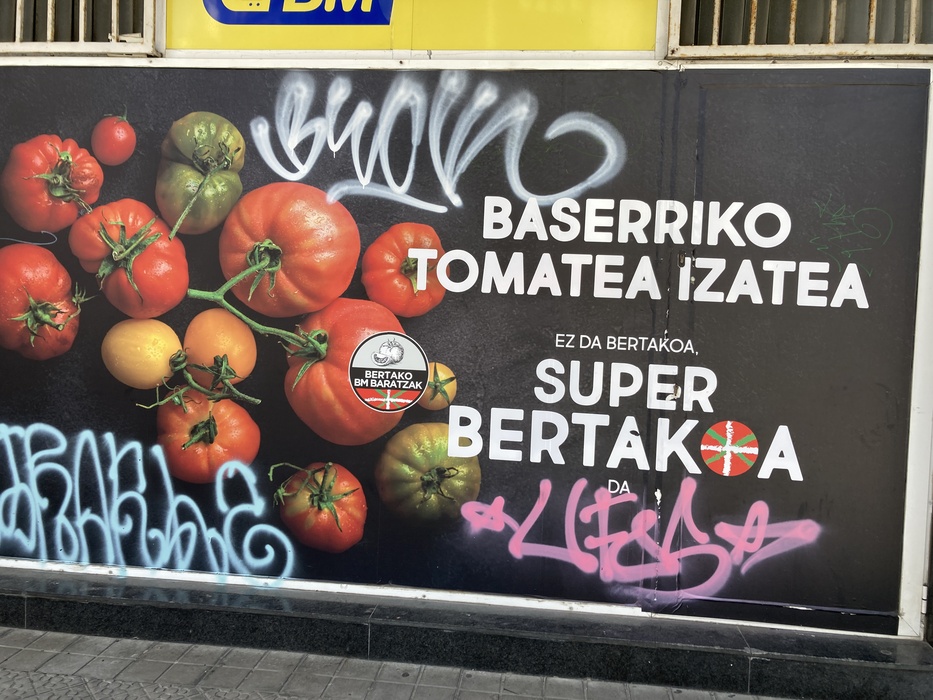 BM
BASERRIKO
TOMATEA IZATEA
EZ DA BERTAKOA,
SUPER
BERTAKOA
DA
BERTAKO
BM BARATZAK